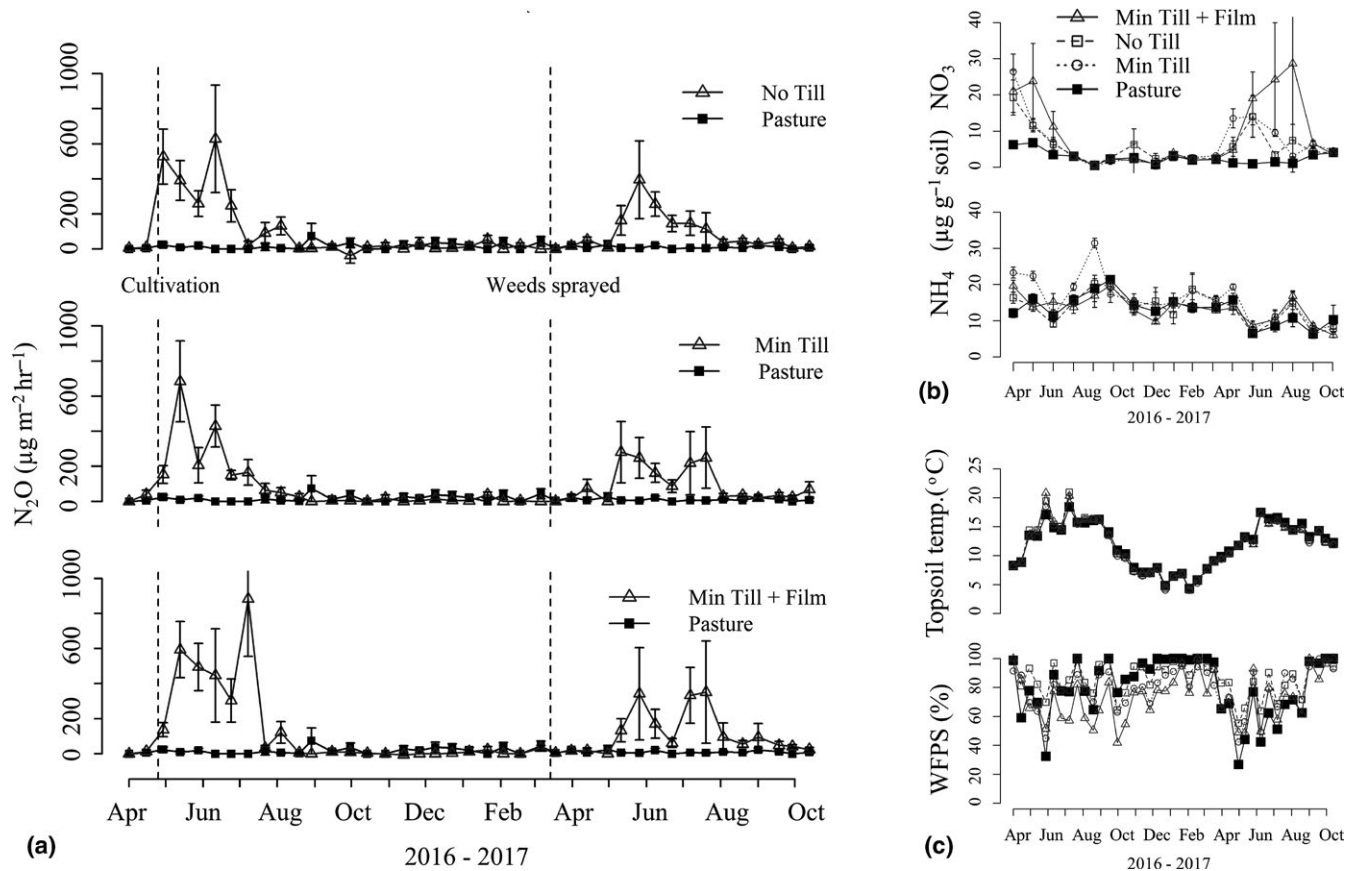 1000
600
200
0
No Till
Pasture
Cultivation
Weeds sprayed
N₂O (µg m⁻² hr⁻¹)
1000
600
200
0
Min Till
Pasture
1000
600
200
0
Min Till + Film
Pasture
Apr Jun Aug Oct Dec Feb Apr Jun Aug Oct
(a)
2016 - 2017
NH₄ (µg g⁻¹ soil) NO₃
40
30
20
10
0
Min Till + Film
No Till
Min Till
Pasture
40
30
20
10
0
(b)
Apr Jun Aug Oct Dec Feb Apr Jun Aug Oct
2016 - 2017
Topsoil temp.(°C)
25
20
15
10
5
0
WFPS (%)
100
80
60
40
20
0
Apr Jun Aug Oct Dec Feb Apr Jun Aug Oct
(c)
2016 - 2017